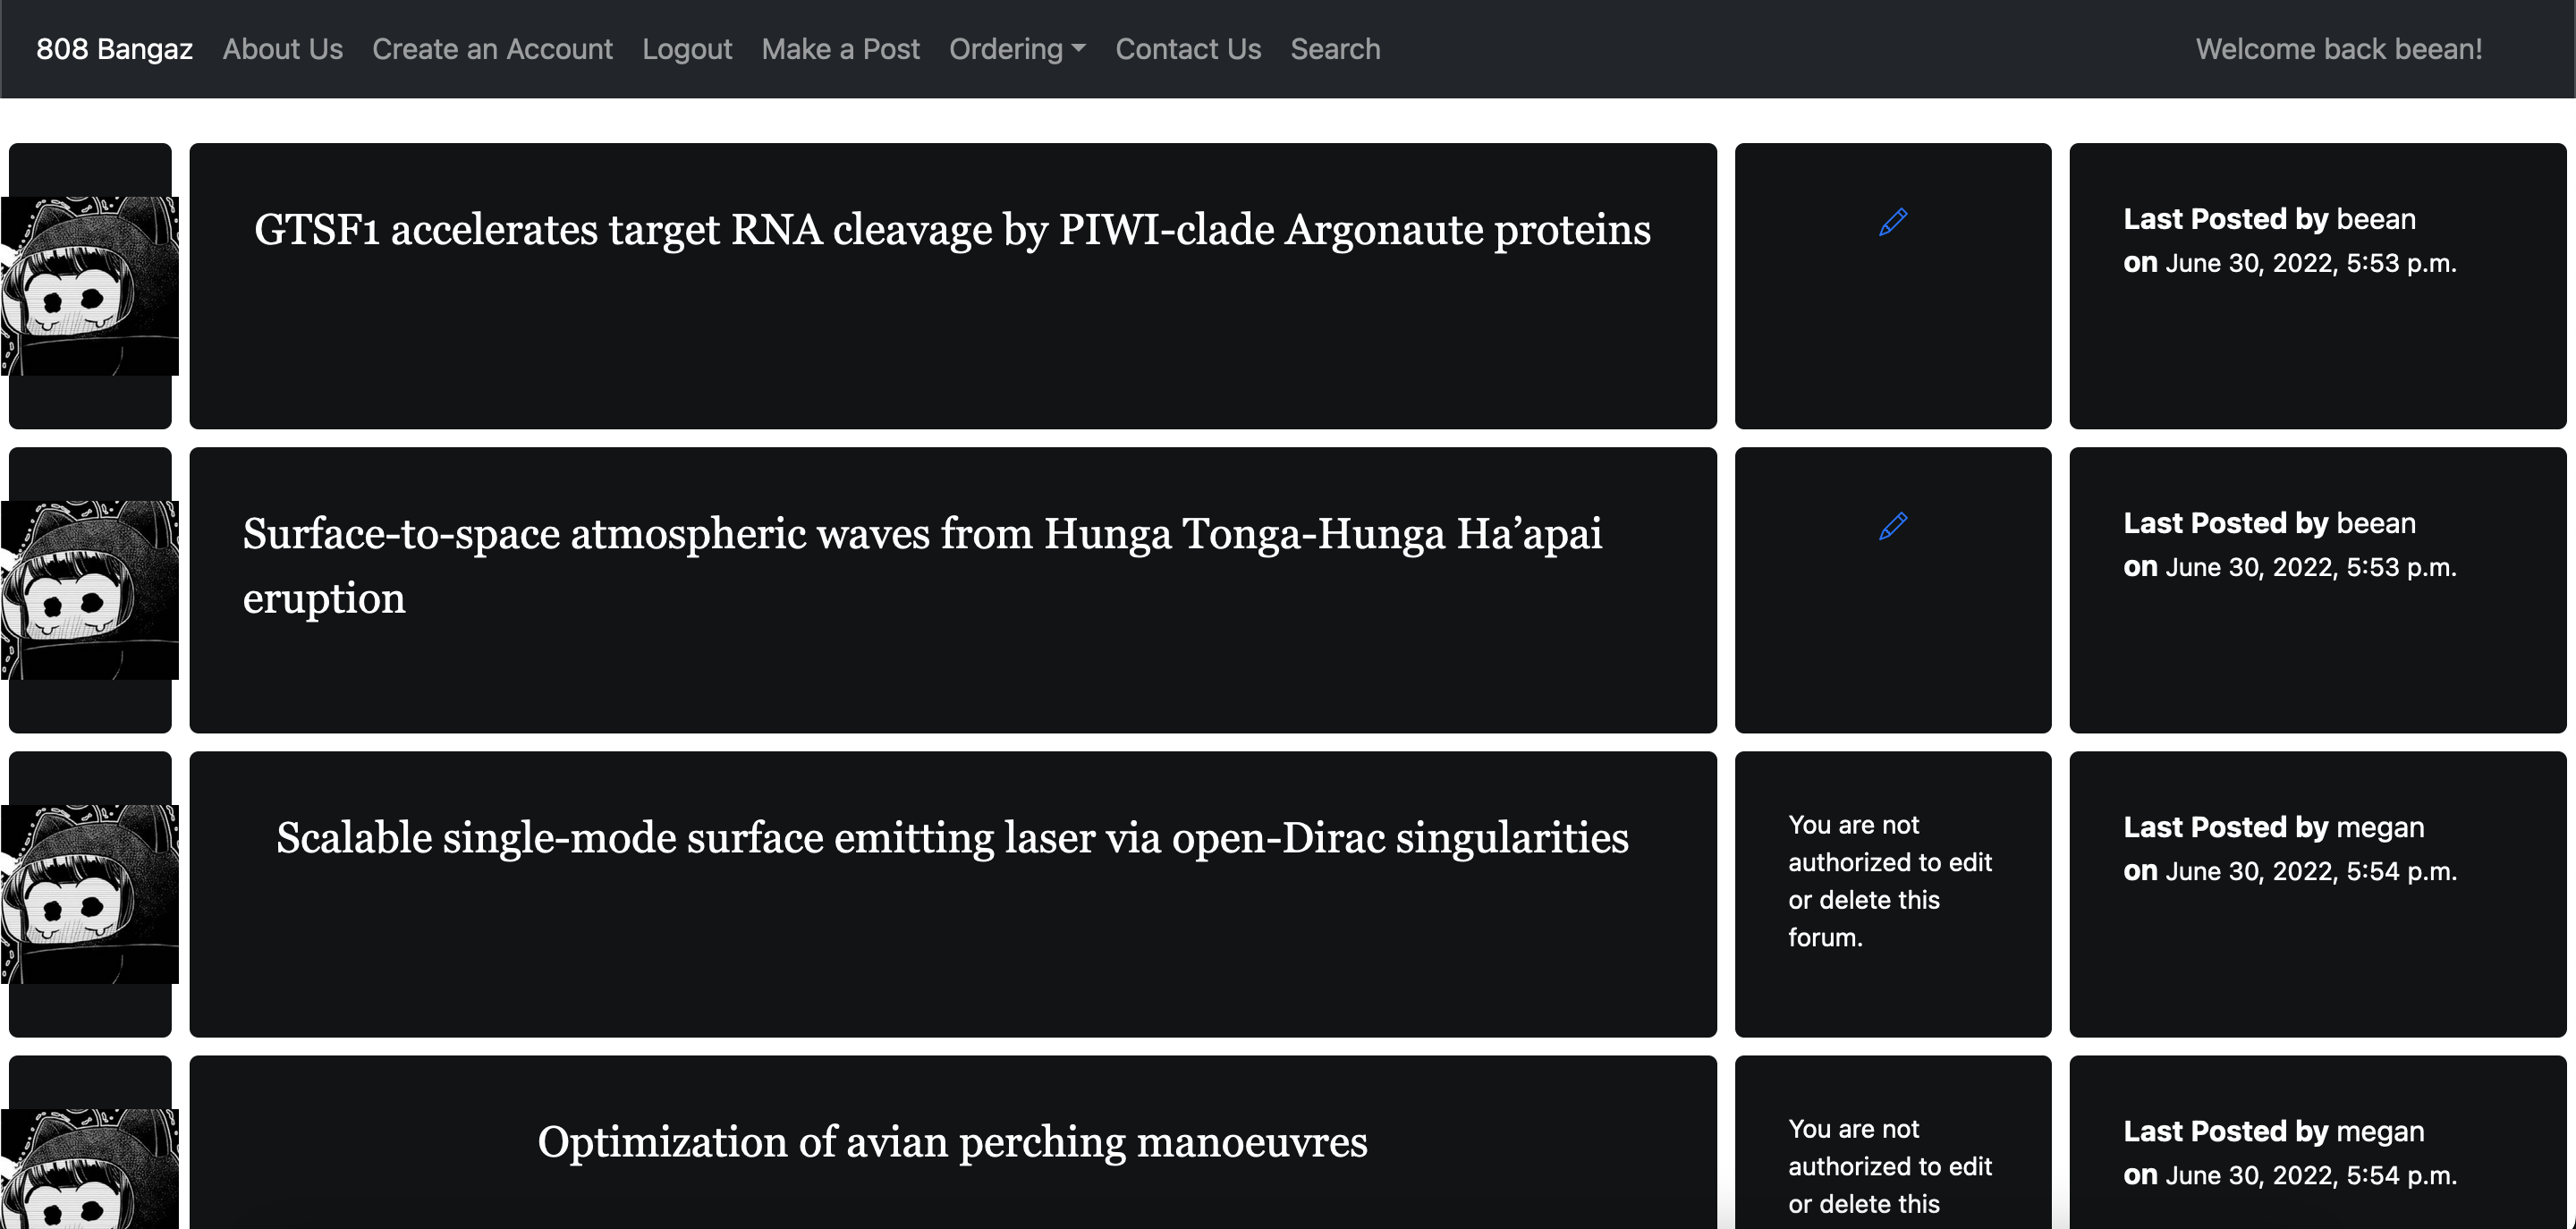 808 Bangaz About Us Create an Account Logout Make a Post Ordering Contact Us Search Welcome back beean!
GTSF1 accelerates target RNA cleavage by PIWI-clade Argonaute proteins
Last Posted by beean
on June 30, 2022, 5:53 p.m.
Surface-to-space atmospheric waves from Hunga Tonga-Hunga Ha’apai
eruption
Last Posted by beean
on June 30, 2022, 5:53 p.m.
Scalable single-mode surface emitting laser via open-Dirac singularities
You are not
authorized to edit
or delete this
forum.
Last Posted by megan
on June 30, 2022, 5:54 p.m.
Optimization of avian perching manoeuvres
You are not
authorized to edit
or delete this
Last Posted by megan
on June 30, 2022, 5:54 p.m.